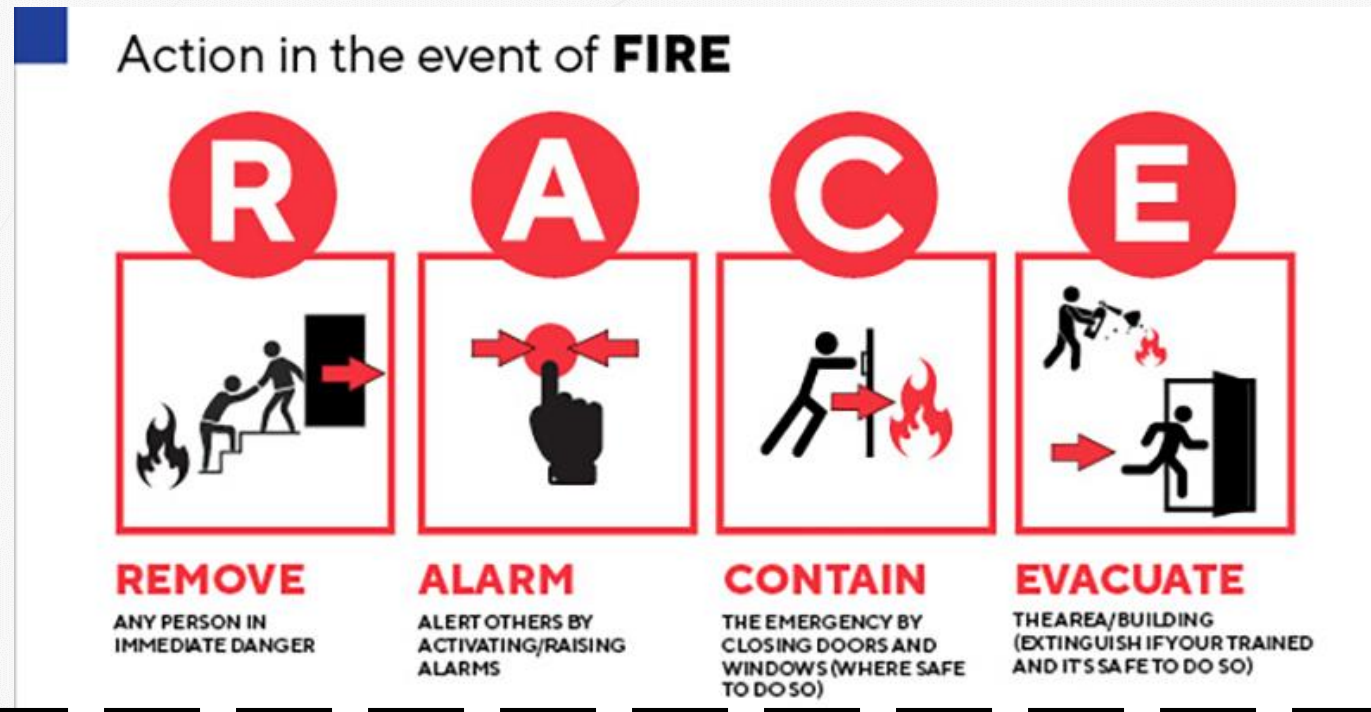 Action in the event of FIRE
R
A
C
E
REMOVE
ANY PERSON IN
IMMEDIATE DANGER
ALARM
ALERT OTHERS BY
ACTIVATING/RAISING
ALARMS
CONTAIN
THE EMERGENCY BY
CLOSING DOORS AND
WINDOWS (WHERE SAFE
TO DO SO)
EVACUATE
THEAREA/BUILDING
(EXTINGUISH IF YOUR TRAINED
AND IT'S SAFE TO DO SO)